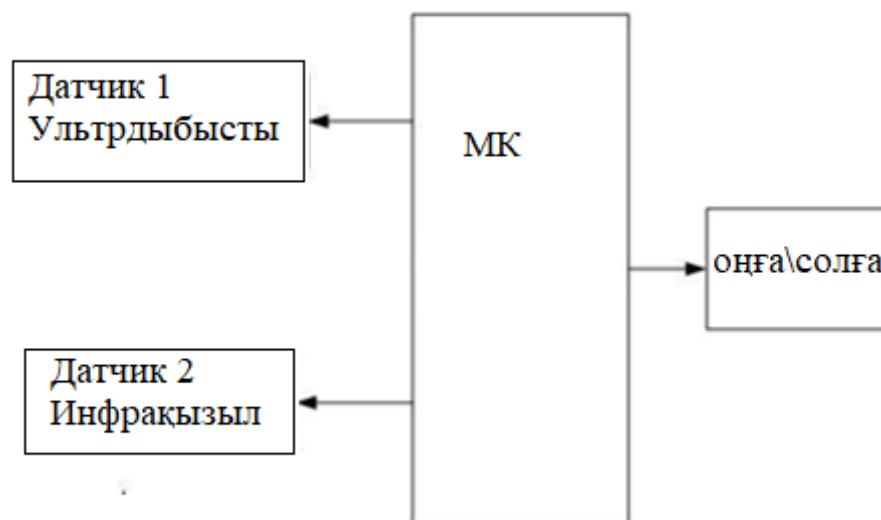 Датчик 1
Ультрдыбысты
МК
оңға\солға
Датчик 2
Инфрақызыл